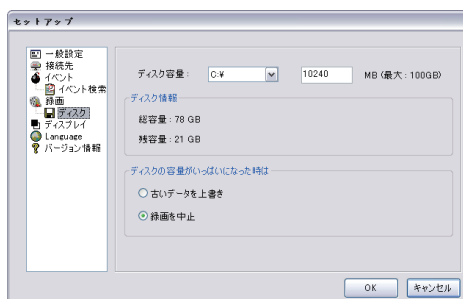 セットアップ
一般設定
接続先
イベント
イベント検索
録画
ディスク
ディスプレイ
Language
バージョン情報
ディスク容量： C:¥ 10240 MB (最大：100GB)
ディスク情報
総容量：78 GB
残容量：21 GB
ディスクの容量がいっぱいになった時は
古いデータを上書き
録画を中止
OK キャンセル